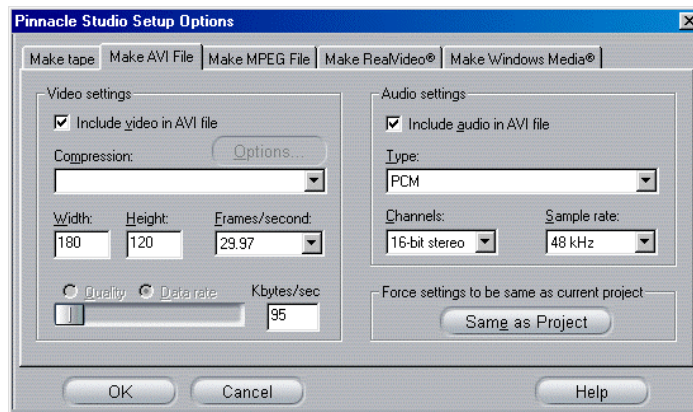 Pinnacle Studio Setup Options
Make tape
Make AVI File
Make MPEG File
Make RealVideo®
Make Windows Media®
Video settings
Include video in AVI file
Options...
Compression:
Width:
Height:
Frames/second:
180
120
29.97
Quality
Data rate
Kbytes/sec
95
Audio settings
Include audio in AVI file
Type:
PCM
Channels:
Sample rate:
16-bit stereo
48 kHz
Force settings to be same as current project
Same as Project
OK
Cancel
Help